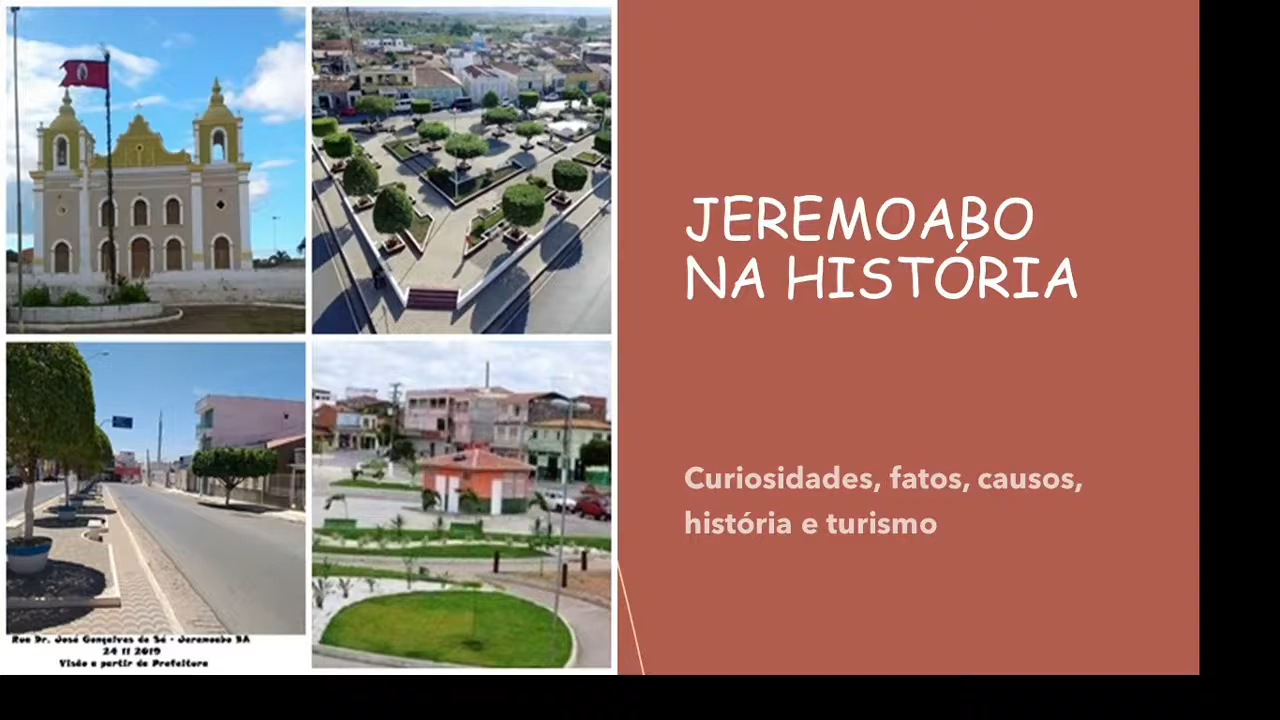 JEREMOABO
NA HISTÓRIA
Curiosidades, fatos, causos,
história e turismo
Rua Dr. José Gonçalves de Sá - Jeremoabo BA
24 11 2019
Visão a partir da Prefeitura